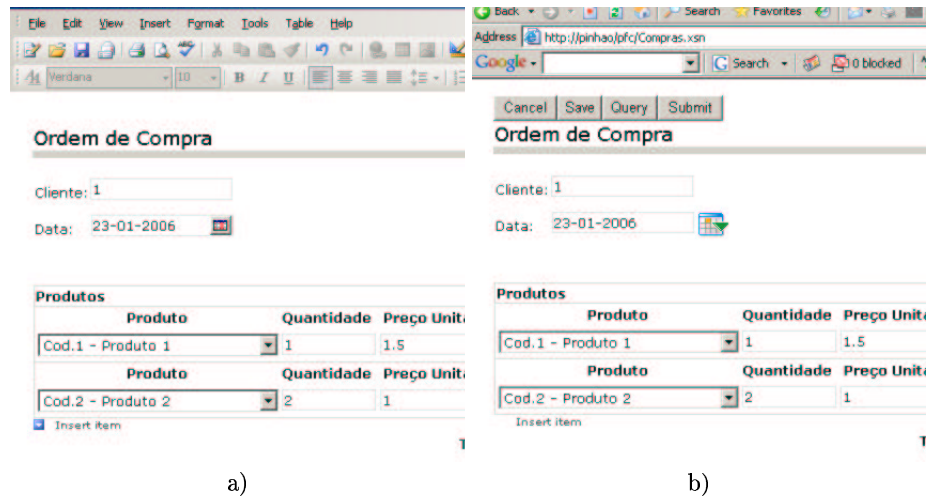 File Edit View Insert Format Tools Table Help
Verdana 10 B I U
Ordem de Compra
Cliente: 1
Data: 23-01-2006
Produtos
Produto Quantidade Preço Unit
Cod.1 - Produto 1 1 1.5
Produto Quantidade Preço Unit
Cod.2 - Produto 2 2 1
Insert item
T
a)
Back Search Favorites
Address http://pinhao/pfc/Compras.xsn
Google Search 0 blocked
Cancel Save Query Submit
Ordem de Compra
Cliente: 1
Data: 23-01-2006
Produtos
Produto Quantidade Preço Unit
Cod.1 - Produto 1 1 1.5
Produto Quantidade Preço Unit
Cod.2 - Produto 2 2 1
Insert item
T
b)